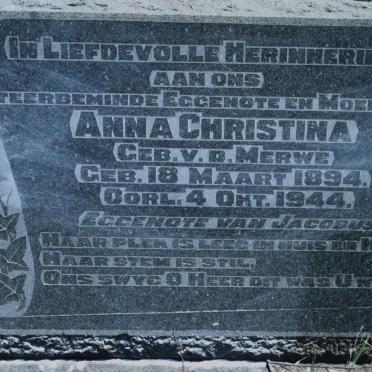 IN LIEFDEVOLLE HERINNERI
AAN ONS
TEERBEMINDE EGGENOTE EN MOE
ANNA CHRISTINA
GEB. V. D. MERWE
GEB. 18 MAART 1894.
OORL. 4 OKT. 1944.
EGGENOTE VAN JACOB
HAAR PLEK IS LEEG IN HUIS EN
HAAR STEM IS STIL,
ONS SWYG O HEER DIT WAS U